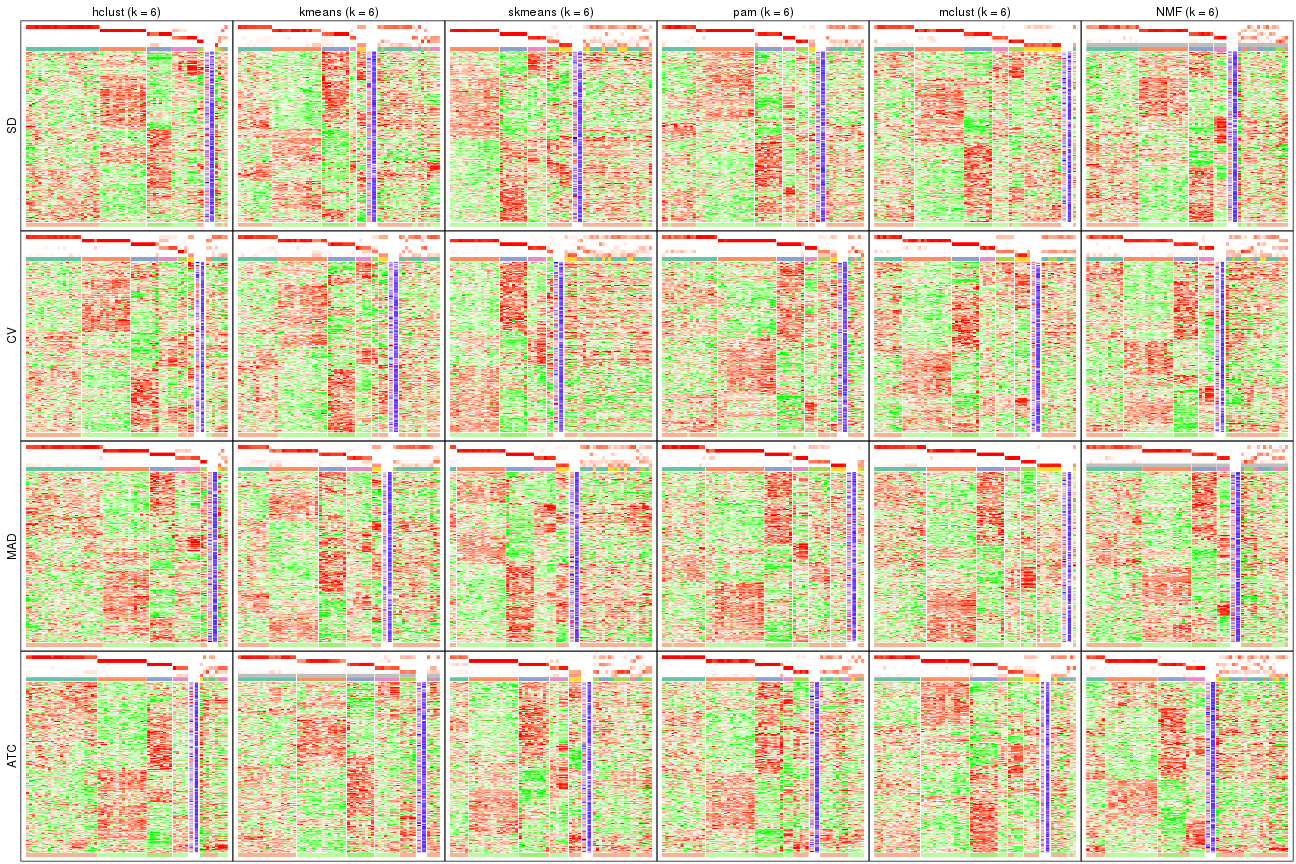 hclust (k = 6) kmeans (k = 6) skmeans (k = 6) pam (k = 6) mclust (k = 6) NMF (k = 6)
SD
CV
MAD
ATC